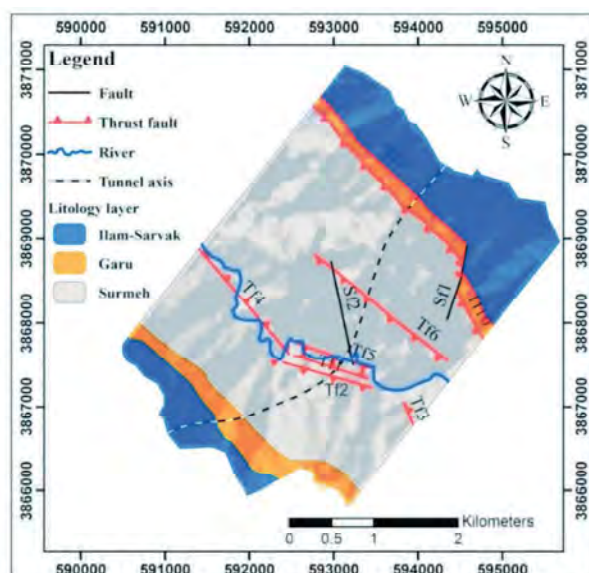 590000 591000 592000 593000 594000 595000
3871000
3870000
3869000
3868000
3867000
3866000
3871000
3870000
3869000
3868000
3867000
3866000
Legend
Fault
Thrust fault
River
Tunnel axis
Litology layer
Ilam-Sarvak
Garu
Surmeh
N
W E
S
Tf4
Sf2
Sf1
Tf6
Tf5
Tf2
Tf3
Kilometers
0 0.5 1 2
590000 591000 592000 593000 594000 595000